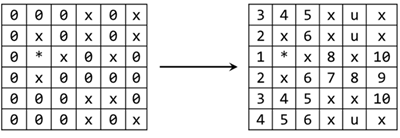 0 0 0 x 0 x
0 x 0 x 0 x
0 * x 0 x 0
0 x 0 0 0 0
0 0 0 x x 0
0 0 0 x 0 x
3 4 5 x u x
2 x 6 x u x
1 * x 8 x 10
2 x 6 7 8 9
3 4 5 x x 10
4 5 6 x u x